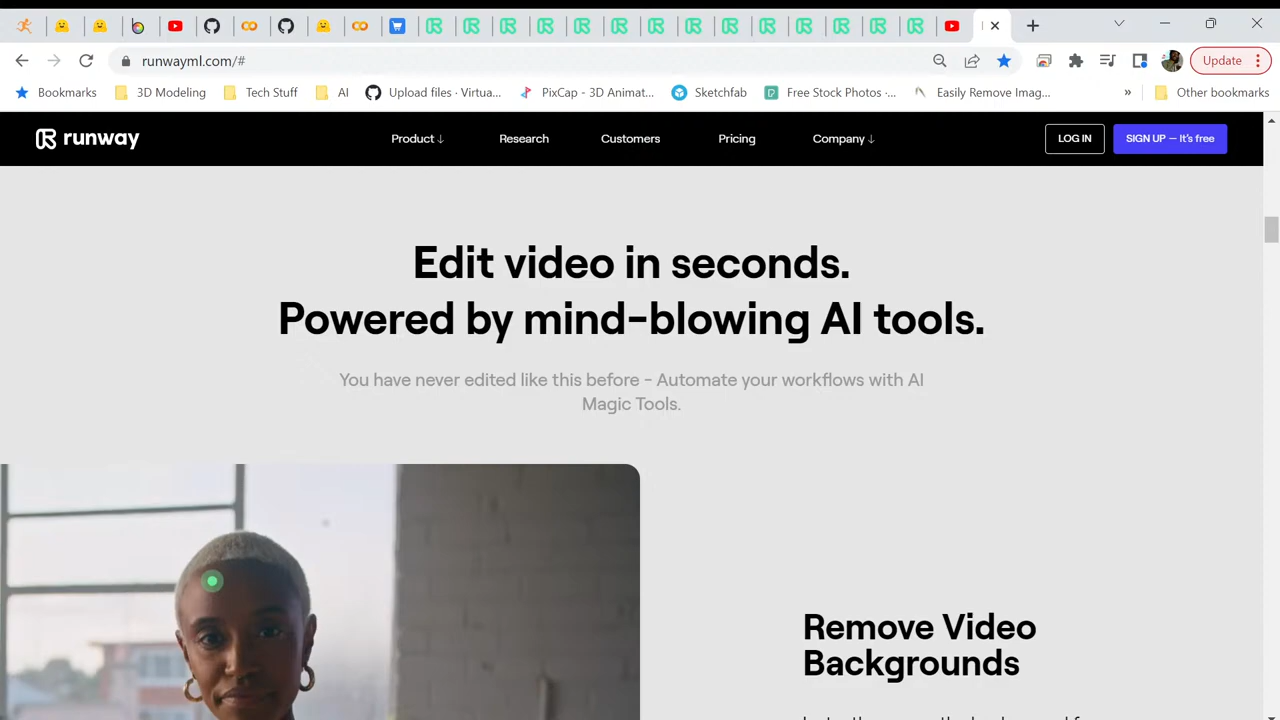 runwayml.com/#
Update
Bookmarks
3D Modeling
Tech Stuff
AI
Upload files · Virtua...
PixCap - 3D Animat...
Sketchfab
Free Stock Photos ·...
Easily Remove Imag...
»
Other bookmarks
runway
Product ↓
Research
Customers
Pricing
Company ↓
LOG IN
SIGN UP — It's free
Edit video in seconds.
Powered by mind-blowing AI tools.
You have never edited like this before - Automate your workflows with AI
Magic Tools.
Remove Video
Backgrounds